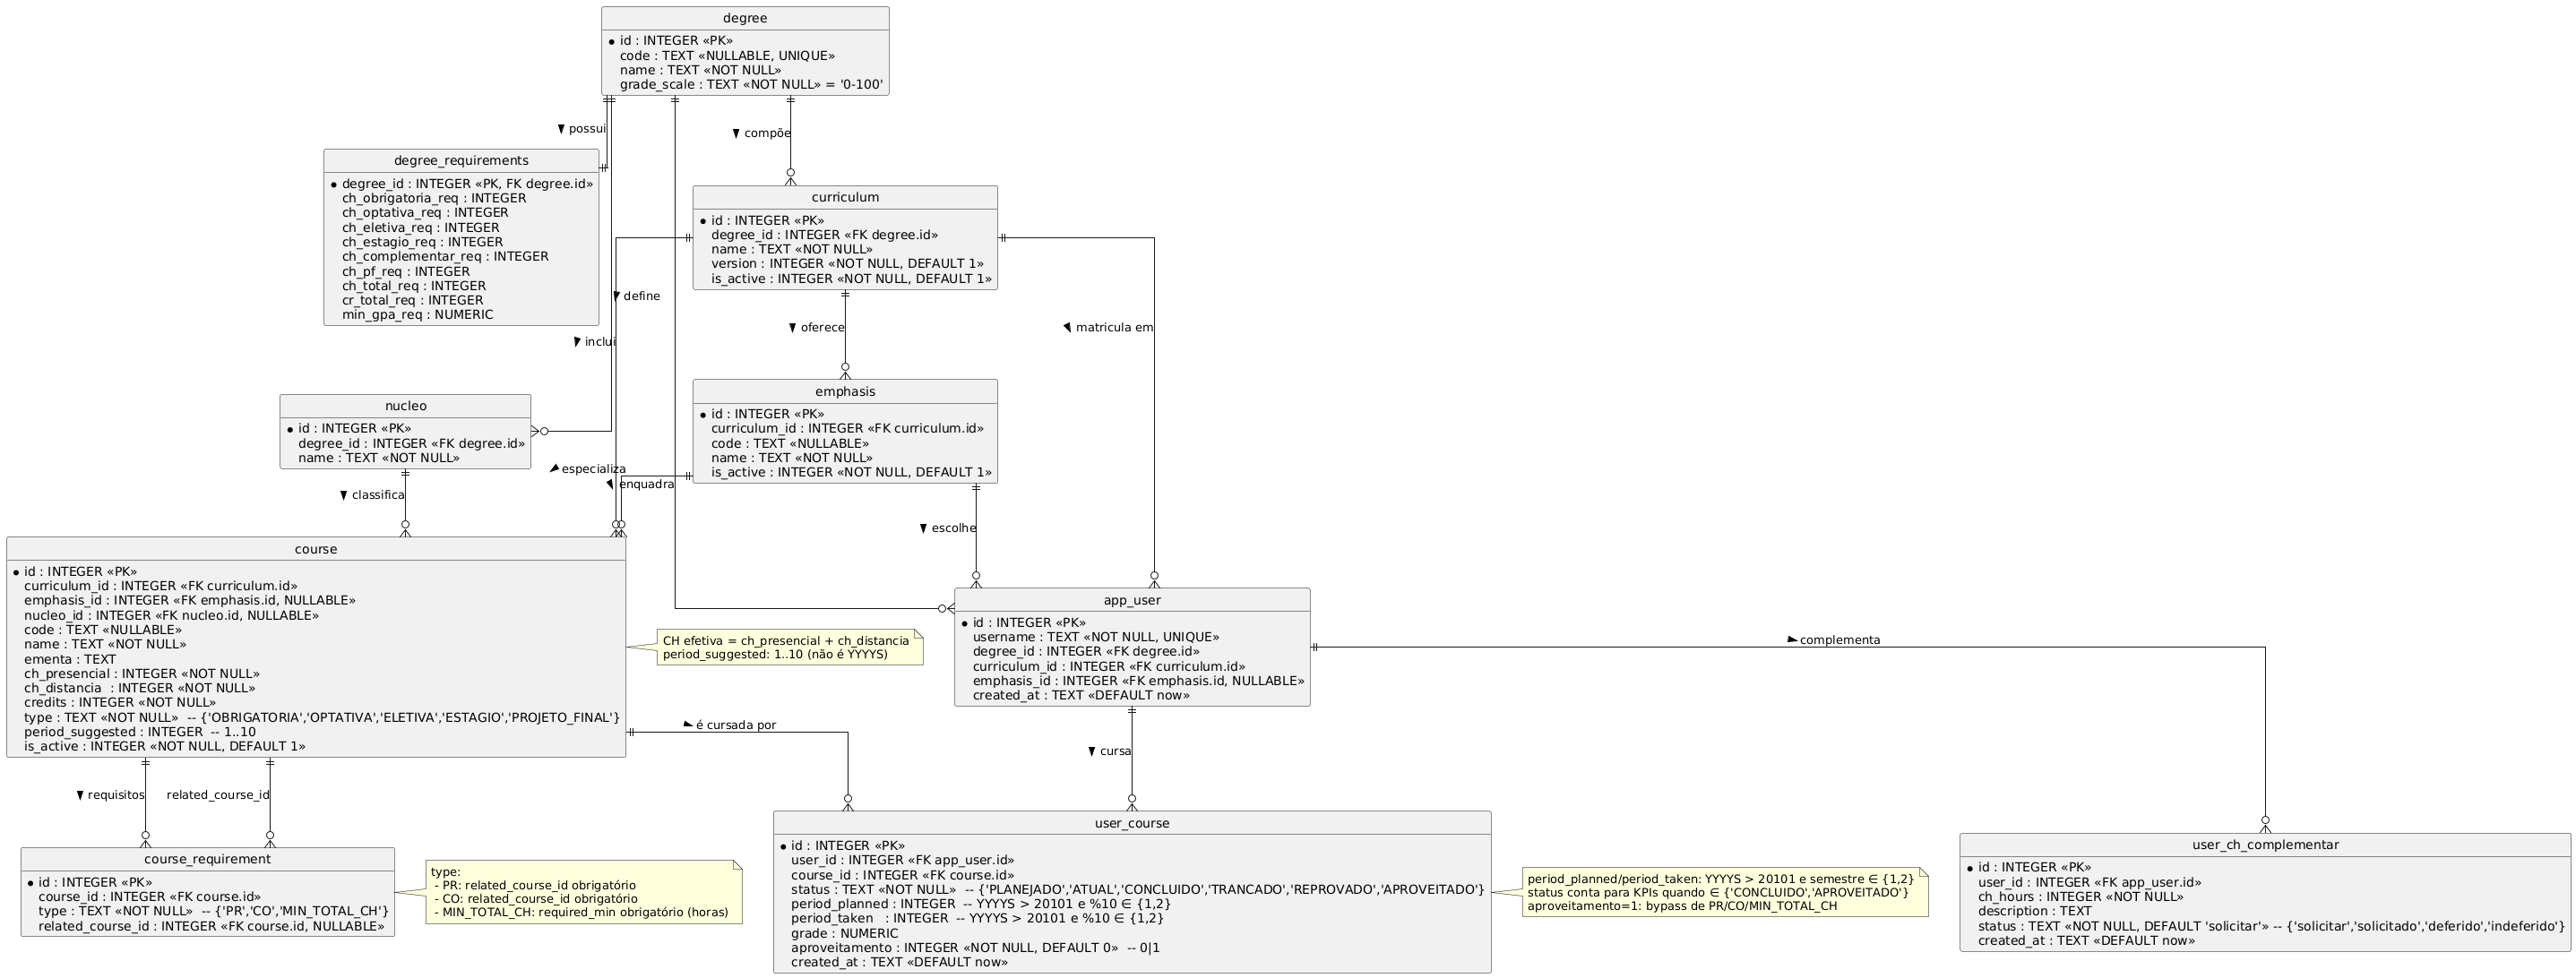 degree
id : INTEGER «PK»
code : TEXT «NULLABLE, UNIQUE»
name : TEXT «NOT NULL»
grade_scale : TEXT «NOT NULL» = '0-100'
possui
compõe
degree_requirements
degree_id : INTEGER «PK, FK degree.id»
ch_obrigatoria_req : INTEGER
ch_optativa_req : INTEGER
ch_eletiva_req : INTEGER
ch_estagio_req : INTEGER
ch_complementar_req : INTEGER
ch_pf_req : INTEGER
ch_total_req : INTEGER
cr_total_req : INTEGER
min_gpa_req : NUMERIC
curriculum
id : INTEGER «PK»
degree_id : INTEGER «FK degree.id»
name : TEXT «NOT NULL»
version : INTEGER «NOT NULL, DEFAULT 1»
is_active : INTEGER «NOT NULL, DEFAULT 1»
define
inclui
oferece
matricula em
nucleo
id : INTEGER «PK»
degree_id : INTEGER «FK degree.id»
name : TEXT «NOT NULL»
emphasis
id : INTEGER «PK»
curriculum_id : INTEGER «FK curriculum.id»
code : TEXT «NULLABLE»
name : TEXT «NOT NULL»
is_active : INTEGER «NOT NULL, DEFAULT 1»
especializa
enquadra
classifica
escolhe
course
id : INTEGER «PK»
curriculum_id : INTEGER «FK curriculum.id»
emphasis_id : INTEGER «FK emphasis.id, NULLABLE»
nucleo_id : INTEGER «FK nucleo.id, NULLABLE»
code : TEXT «NULLABLE»
name : TEXT «NOT NULL»
ementa : TEXT
ch_presencial : INTEGER «NOT NULL»
ch_distancia : INTEGER «NOT NULL»
credits : INTEGER «NOT NULL»
type : TEXT «NOT NULL» -- {'OBRIGATORIA','OPTATIVA','ELETIVA','ESTAGIO','PROJETO_FINAL'}
period_suggested : INTEGER -- 1..10
is_active : INTEGER «NOT NULL, DEFAULT 1»
CH efetiva = ch_presencial + ch_distancia
period_suggested: 1..10 (não é YYYYS)
app_user
id : INTEGER «PK»
username : TEXT «NOT NULL, UNIQUE»
degree_id : INTEGER «FK degree.id»
curriculum_id : INTEGER «FK curriculum.id»
emphasis_id : INTEGER «FK emphasis.id, NULLABLE»
created_at : TEXT «DEFAULT now»
complementa
é cursada por
cursa
requisitos
related_course_id
course_requirement
id : INTEGER «PK»
course_id : INTEGER «FK course.id»
type : TEXT «NOT NULL» -- {'PR','CO','MIN_TOTAL_CH'}
related_course_id : INTEGER «FK course.id, NULLABLE»
type:
- PR: related_course_id obrigatório
- CO: related_course_id obrigatório
- MIN_TOTAL_CH: required_min obrigatório (horas)
user_course
id : INTEGER «PK»
user_id : INTEGER «FK app_user.id»
course_id : INTEGER «FK course.id»
status : TEXT «NOT NULL» -- {'PLANEJADO','ATUAL','CONCLUIDO','TRANCADO','REPROVADO','APROVEITADO'}
period_planned : INTEGER -- YYYYS > 20101 e %10 ∈ {1,2}
period_taken : INTEGER -- YYYYS > 20101 e %10 ∈ {1,2}
grade : NUMERIC
aproveitamento : INTEGER «NOT NULL, DEFAULT 0» -- 0|1
created_at : TEXT «DEFAULT now»
period_planned/period_taken: YYYYS > 20101 e semestre ∈ {1,2}
status conta para KPIs quando ∈ {'CONCLUIDO','APROVEITADO'}
aproveitamento=1: bypass de PR/CO/MIN_TOTAL_CH
user_ch_complementar
id : INTEGER «PK»
user_id : INTEGER «FK app_user.id»
ch_hours : INTEGER «NOT NULL»
description : TEXT
status : TEXT «NOT NULL, DEFAULT 'solicitar'» -- {'solicitar','solicitado','deferido','indeferido'}
created_at : TEXT «DEFAULT now»